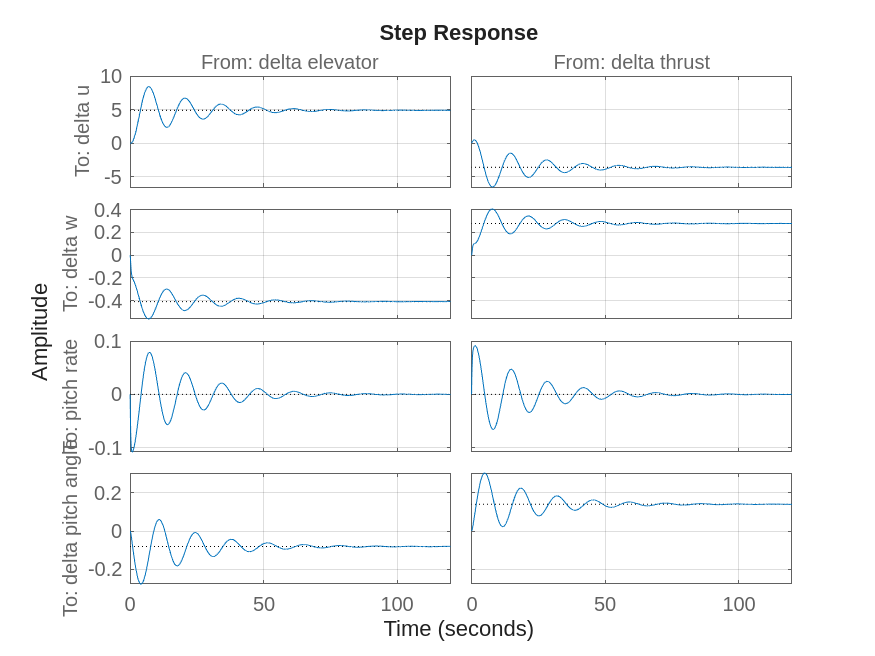 Step Response
From: delta elevator
From: delta thrust
Amplitude
To: delta u
10
5
0
-5
To: delta w
0.4
0.2
0
-0.2
-0.4
To: pitch rate
0.1
0
-0.1
To: delta pitch angle
0.2
0
-0.2
0
50
100
0
50
100
Time (seconds)